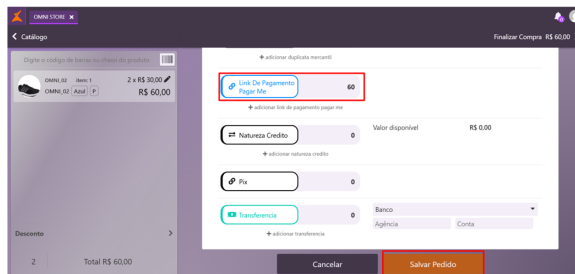 OMNI STORE ×
Catálogo
Finalizar Compra R$ 60,00
Digite o código de barras ou chassi do produto
OMNI_02 Item: 1 2 x R$ 30,00
OMNI_02 Azul P R$ 60,00
+ adicionar duplicata mercantil
Link De Pagamento
Pagar Me
60
+ adicionar link de pagamento pagar me
Natureza Credito 0 Valor disponível R$ 0,00
+ adicionar natureza credito
Pix 0
Transferencia 0 Banco
Agência Conta
+ adicionar transferencia
Desconto
2 Total R$ 60,00
Cancelar Salvar Pedido